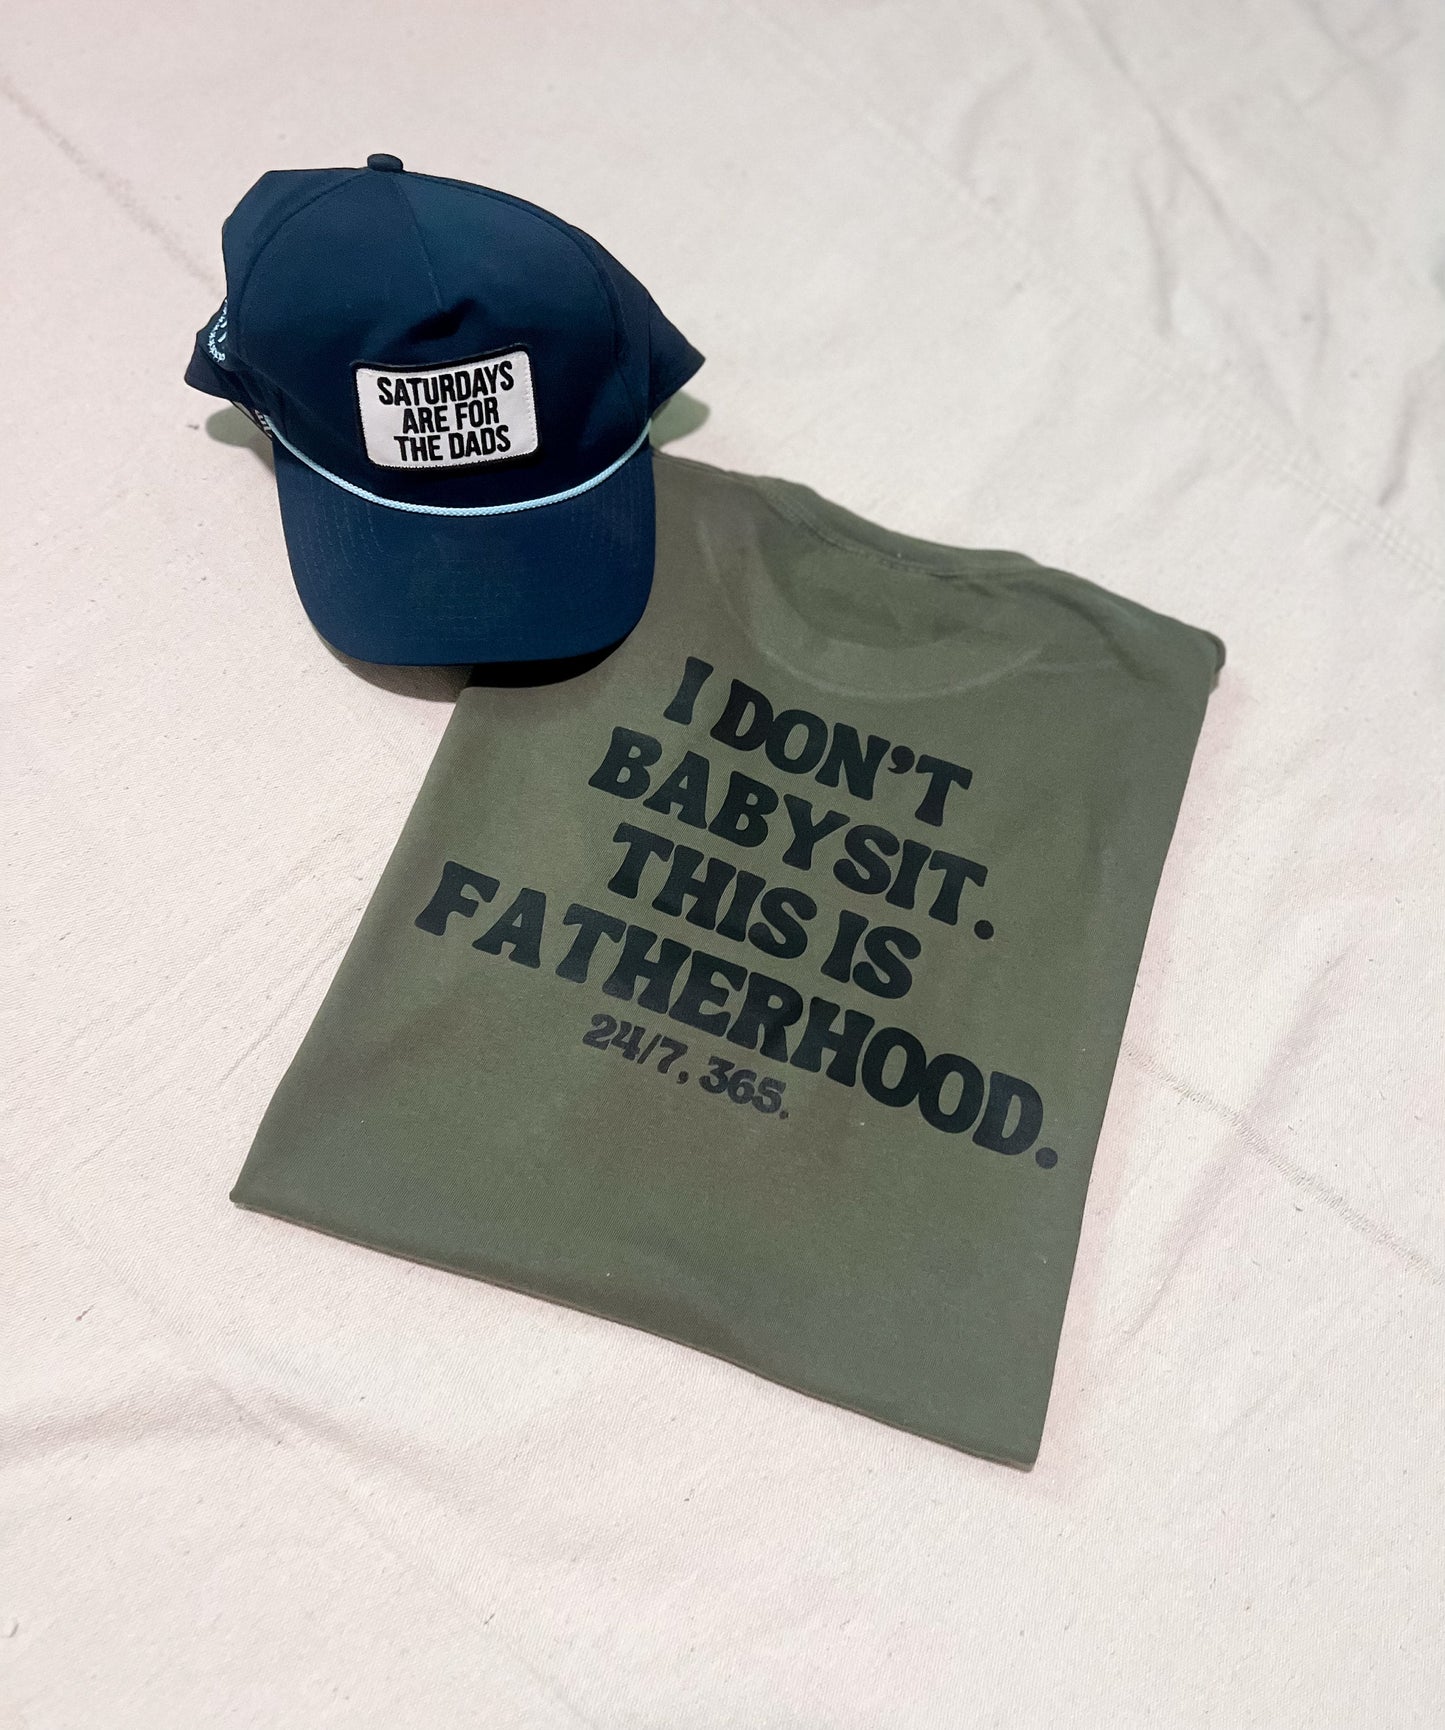 SATURDAYS
ARE FOR
THE DADS
I DON'T
BABYSIT.
THIS IS
FATHERHOOD.
24/7, 365.